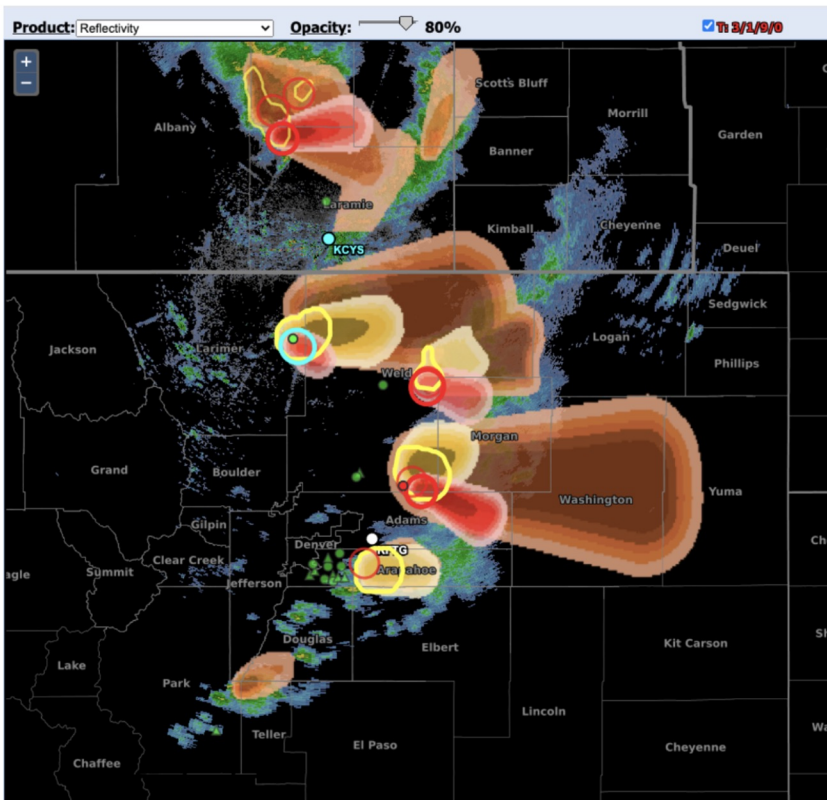 Product: Reflectivity Opacity: 80% T: 3/1/9/0
+
−
Scott's Bluff
Morrill
Albany
Garden
Banner
Laramie
Kimball
Cheyenne
KCYS
Deuel
Sedgwick
Logan
Jackson
Larimer
Phillips
Weld
Morgan
Grand
Boulder
Washington
Yuma
Gilpin
Adams
Denver
Clear Creek
agle
Summit
Arapahoe
Jefferson
Douglas
Elbert
Kit Carson
Lake
Park
Lincoln
Teller
El Paso
Cheyenne
Chaffee